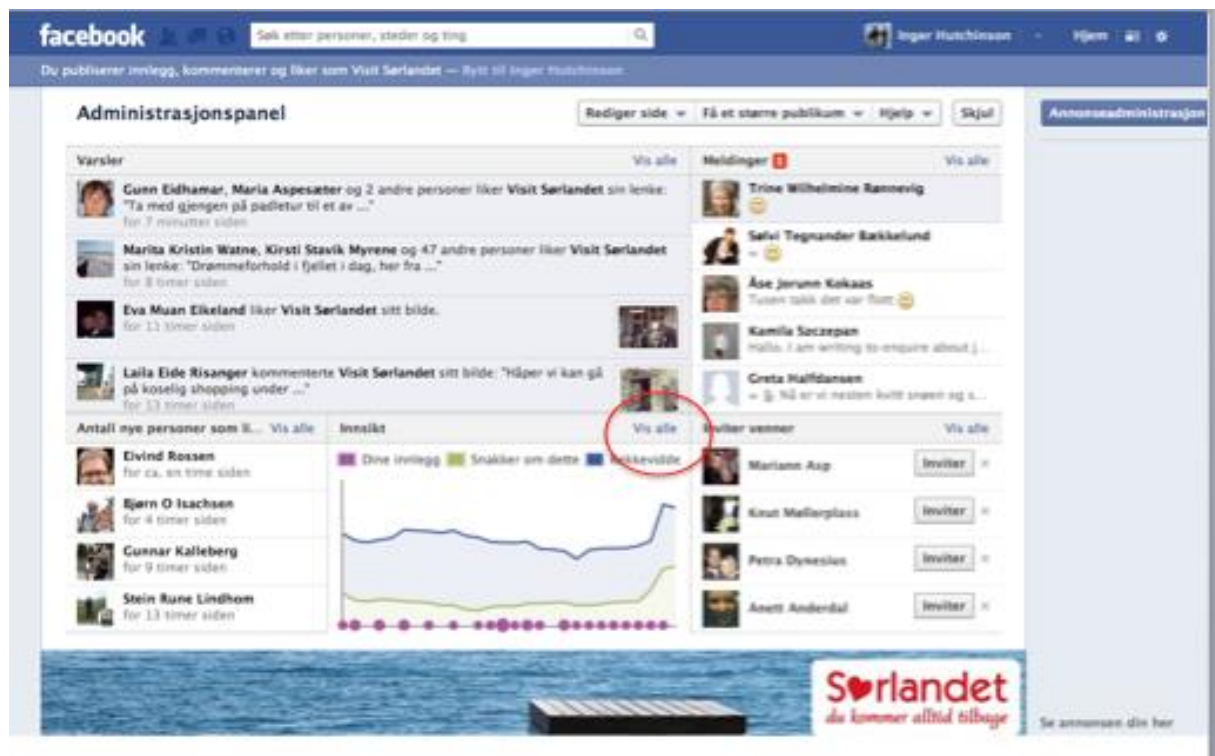 facebook
Søk etter personer, steder og ting
Inger Hutchinson
Hjem
Du publiserer innlegg, kommenterer og liker som Visit Sørlandet — Bytt til Inger Hutchinson
Administrasjonspanel
Rediger side
Få et større publikum
Hjelp
Skjul
Annonseadministrasjon
Varsler
Vis alle
Gunn Eidhamar, Maria Aspesæter og 2 andre personer liker Visit Sørlandet sin lenke:
"Ta med gjengen på padletur til et av ..."
for 7 minutter siden
Marita Kristin Watne, Kirsti Stavik Myrene og 47 andre personer liker Visit Sørlandet
sin lenke: "Drømmeforhold i fjellet i dag, her fra ..."
for 8 timer siden
Eva Muan Eikeland liker Visit Sørlandet sitt bilde.
for 11 timer siden
Laila Eide Risanger kommenterte Visit Sørlandet sitt bilde: "Håper vi kan gå
på koselig shopping under ..."
for 13 timer siden
Meldinger 1
Vis alle
Trine Wilhelmine Rønnevig
Sølvi Tegnander Bækkelund
Åse Jorunn Kokaas
Tusen takk det var flott
Kamila Szczepan
Hallo. I am writing to enquire about j...
Greta Halfdansen
Nå er vi nesten kvitt snøen og s...
Antall nye personer som li... Vis alle
Eivind Rossen
for ca. en time siden
Bjørn O Isachsen
for 4 timer siden
Gunnar Kalleberg
for 9 timer siden
Stein Rune Lindhom
for 13 timer siden
Innsikt
Vis alle
Dine innlegg
Snakker om dette
Rekkevidde
Inviter venner
Vis alle
Mariann Asp
Inviter
Knut Møllerplass
Inviter
Petra Dynesius
Inviter
Anett Anderdal
Inviter
Sørlandet
du kommer alltid tilbage
Se annonsen din her